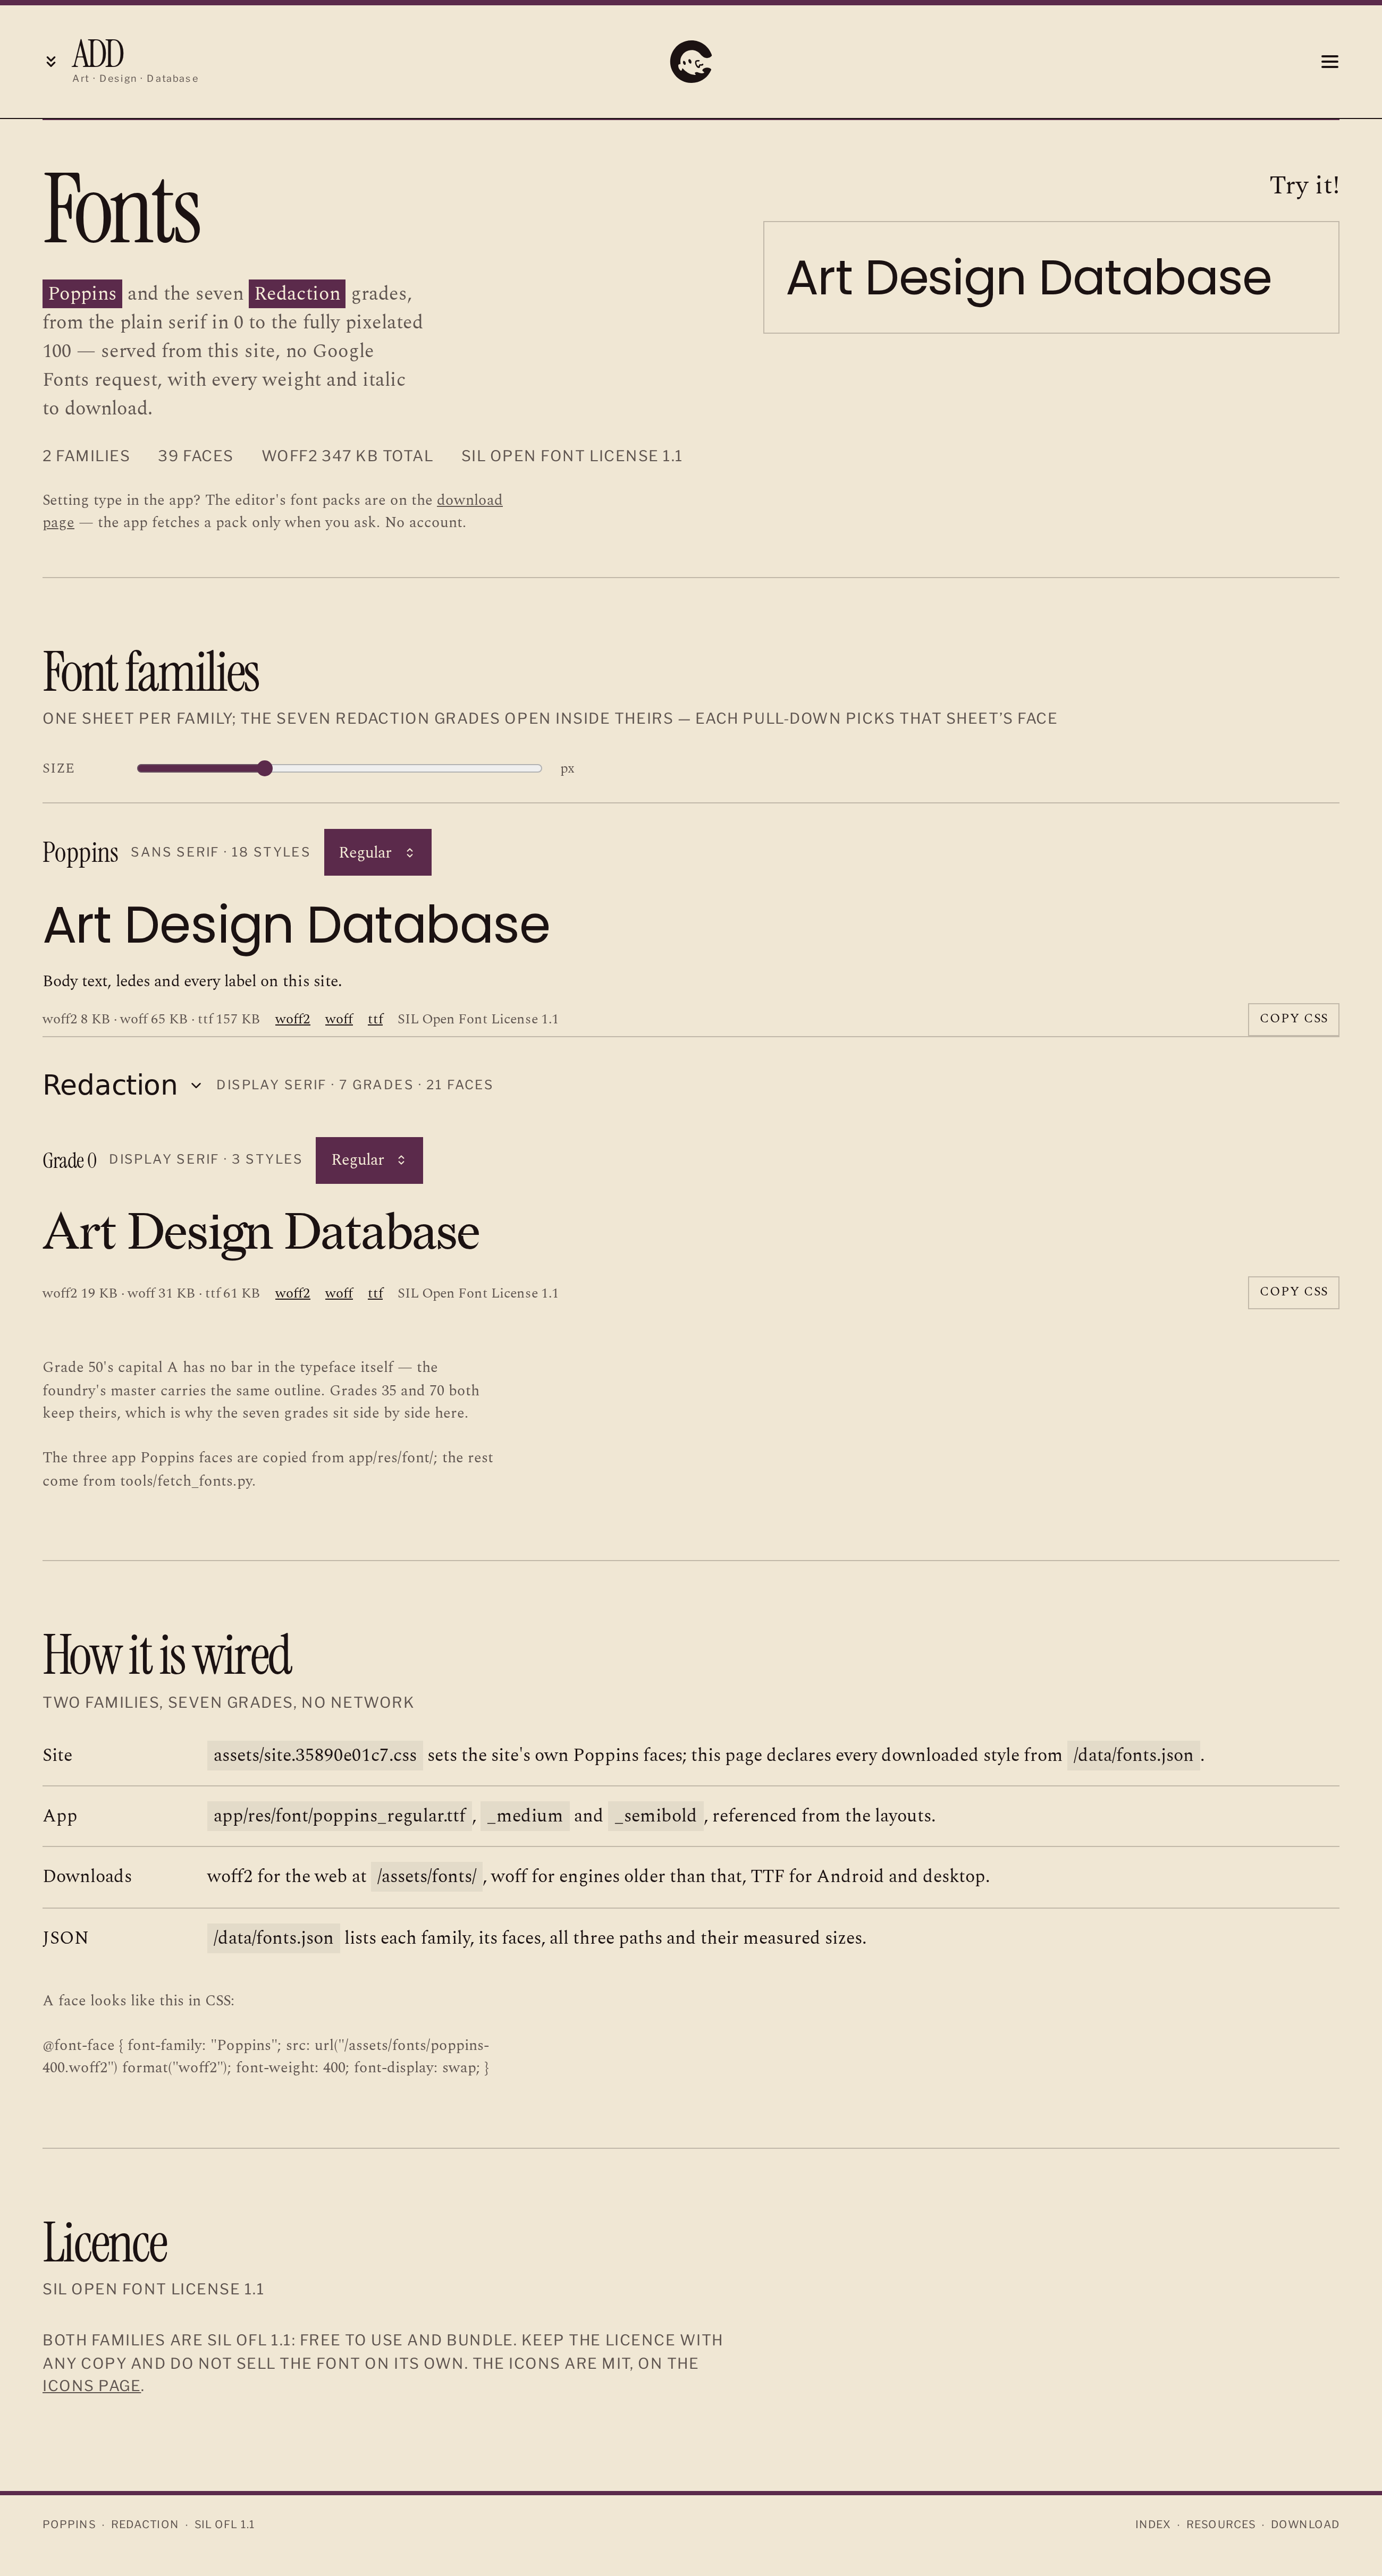 ADD
Art · Design · Database
Fonts
Try it!
Art Design Database
Poppins and the seven Redaction grades,
from the plain serif in 0 to the fully pixelated
100 — served from this site, no Google
Fonts request, with every weight and italic
to download.
2 FAMILIES 39 FACES WOFF2 347 KB TOTAL SIL OPEN FONT LICENSE 1.1
Setting type in the app? The editor's font packs are on the download
page — the app fetches a pack only when you ask. No account.
Font families
ONE SHEET PER FAMILY; THE SEVEN REDACTION GRADES OPEN INSIDE THEIRS — EACH PULL-DOWN PICKS THAT SHEET'S FACE
SIZE px
Poppins SANS SERIF · 18 STYLES Regular
Art Design Database
Body text, ledes and every label on this site.
woff2 8 KB · woff 65 KB · ttf 157 KB woff2 woff ttf SIL Open Font License 1.1 COPY CSS
Redaction DISPLAY SERIF · 7 GRADES · 21 FACES
Grade 0 DISPLAY SERIF · 3 STYLES Regular
Art Design Database
woff2 19 KB · woff 31 KB · ttf 61 KB woff2 woff ttf SIL Open Font License 1.1 COPY CSS
Grade 50's capital A has no bar in the typeface itself — the
foundry's master carries the same outline. Grades 35 and 70 both
keep theirs, which is why the seven grades sit side by side here.
The three app Poppins faces are copied from app/res/font/; the rest
come from tools/fetch_fonts.py.
How it is wired
TWO FAMILIES, SEVEN GRADES, NO NETWORK
Site assets/site.35890e01c7.css sets the site's own Poppins faces; this page declares every downloaded style from /data/fonts.json .
App app/res/font/poppins_regular.ttf , _medium and _semibold , referenced from the layouts.
Downloads woff2 for the web at /assets/fonts/ , woff for engines older than that, TTF for Android and desktop.
JSON /data/fonts.json lists each family, its faces, all three paths and their measured sizes.
A face looks like this in CSS:
@font-face { font-family: "Poppins"; src: url("/assets/fonts/poppins-
400.woff2") format("woff2"); font-weight: 400; font-display: swap; }
Licence
SIL OPEN FONT LICENSE 1.1
BOTH FAMILIES ARE SIL OFL 1.1: FREE TO USE AND BUNDLE. KEEP THE LICENCE WITH
ANY COPY AND DO NOT SELL THE FONT ON ITS OWN. THE ICONS ARE MIT, ON THE
ICONS PAGE.
POPPINS · REDACTION · SIL OFL 1.1 INDEX · RESOURCES · DOWNLOAD